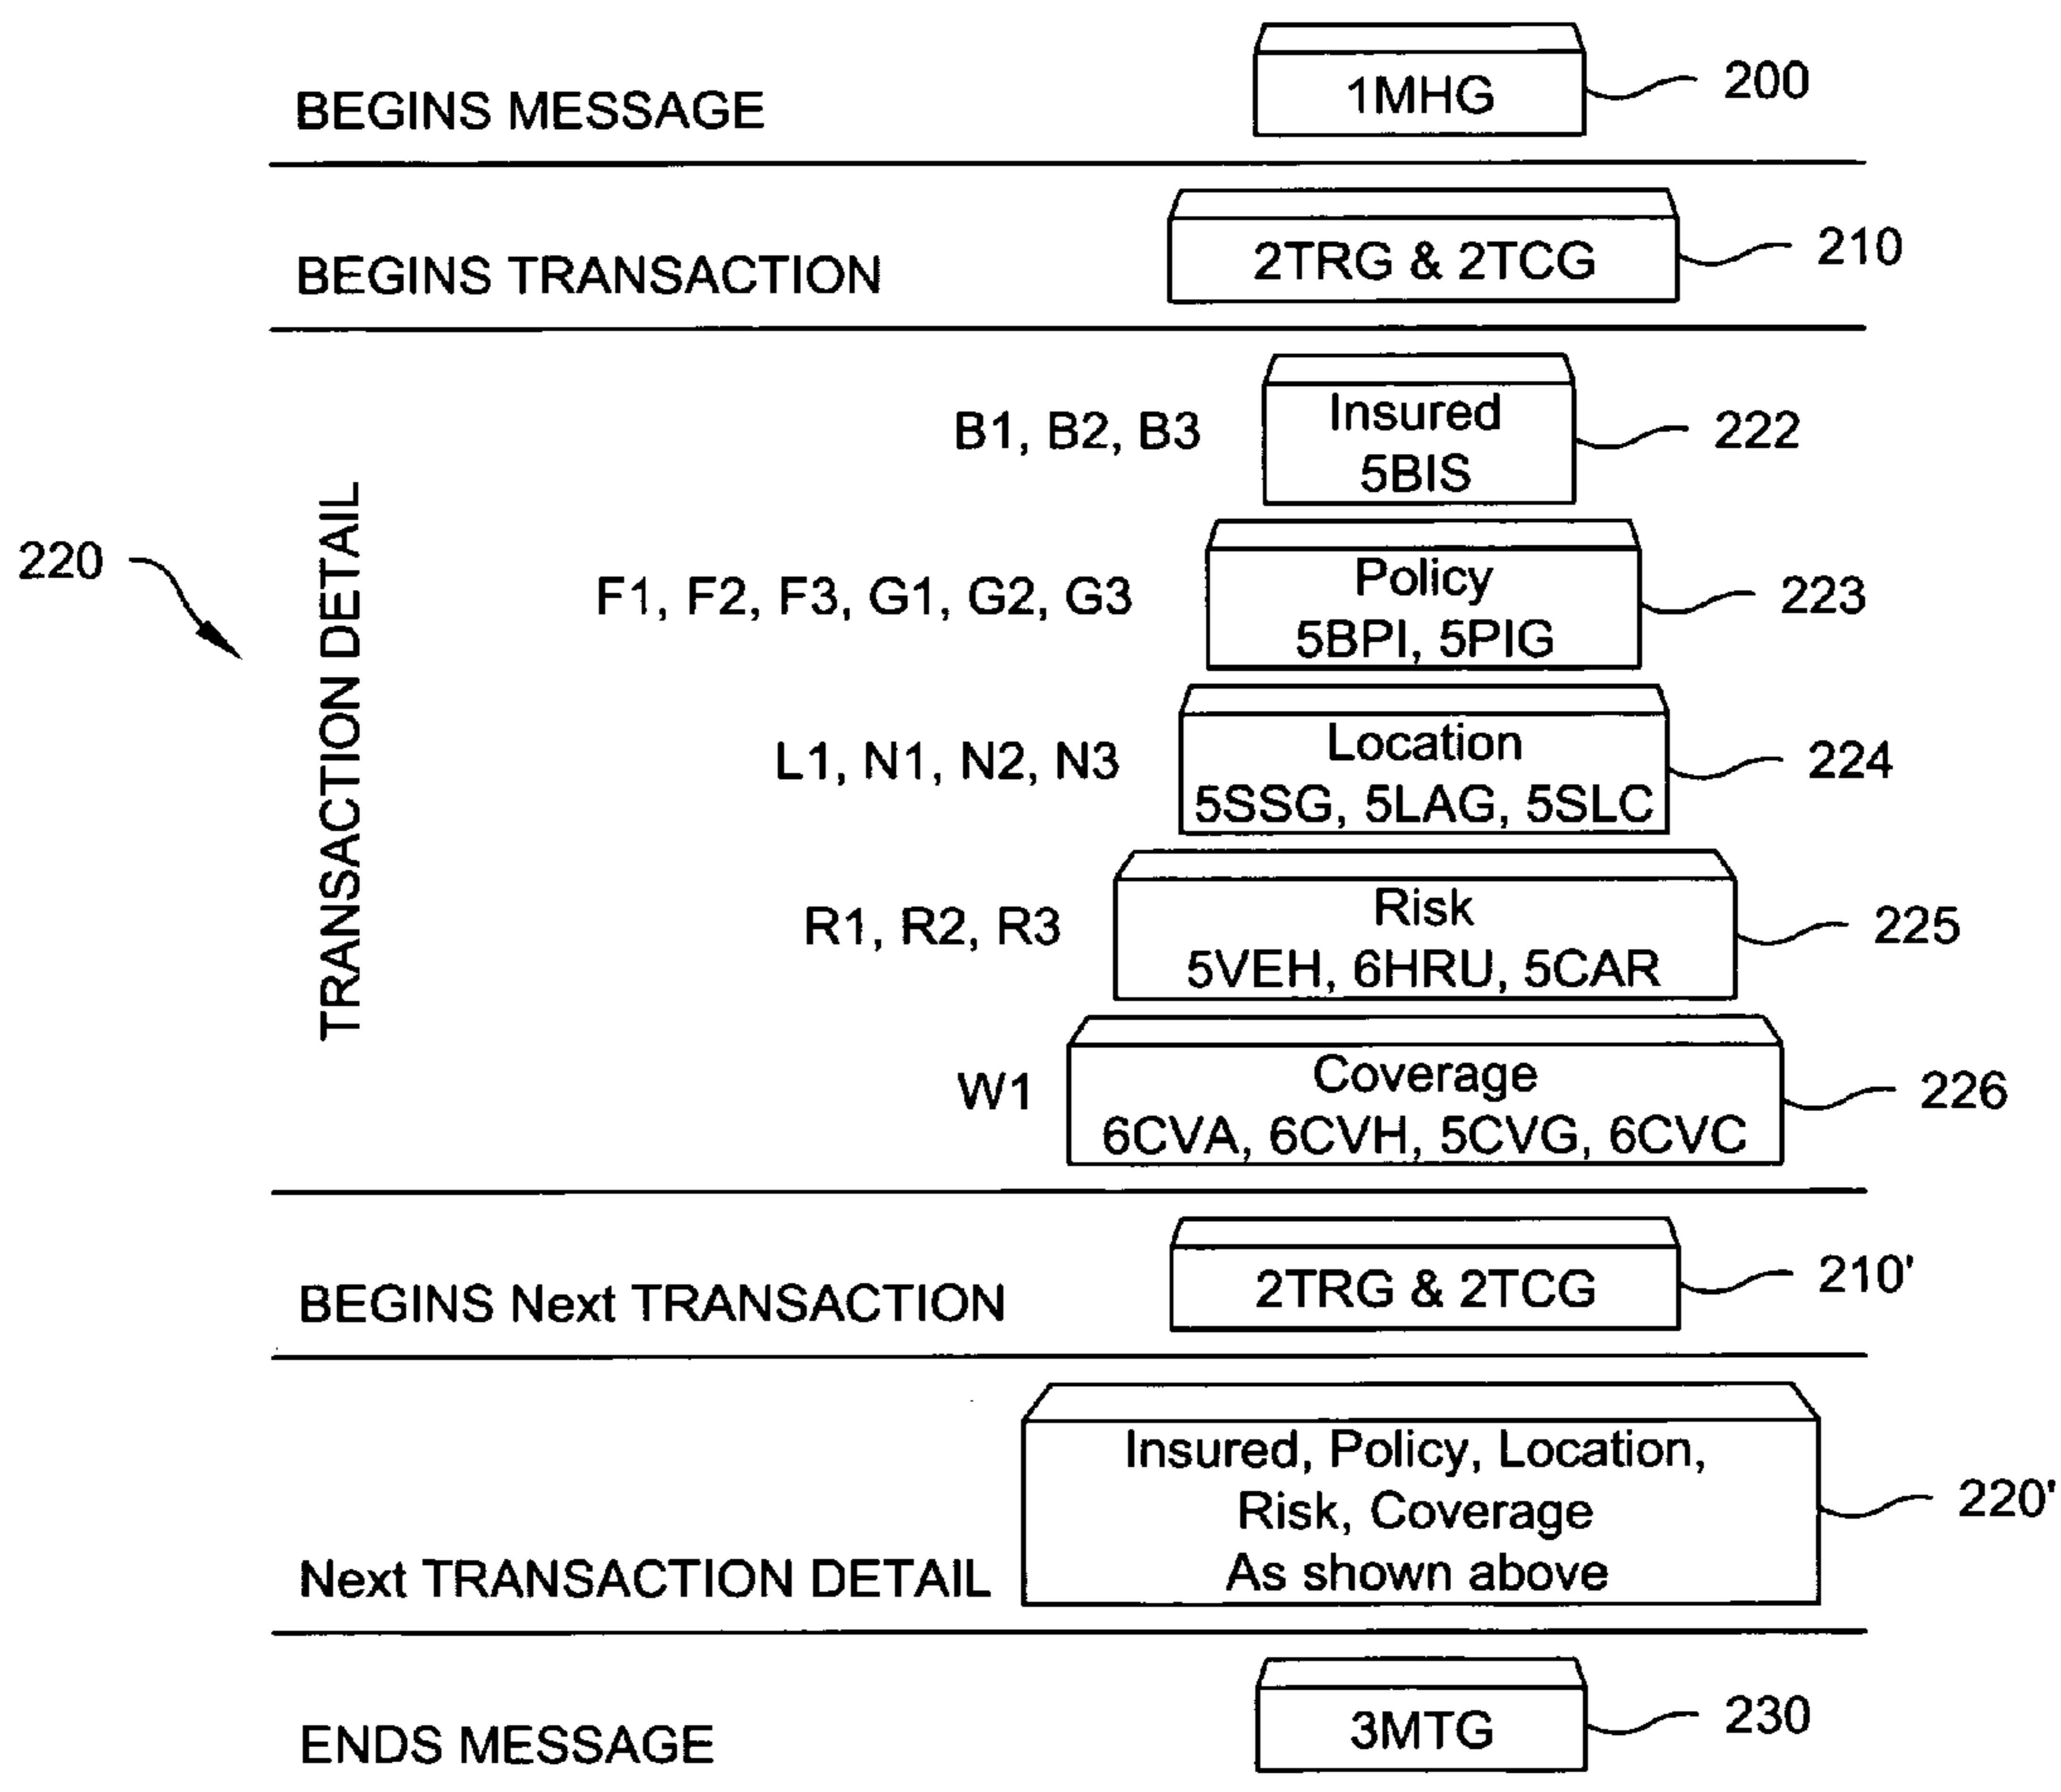 1MHG
200
BEGINS MESSAGE
2TRG & 2TCG
210
BEGINS TRANSACTION
220
TRANSACTION DETAIL
B1, B2, B3
Insured
5BIS
222
F1, F2, F3, G1, G2, G3
Policy
5BPI, 5PIG
223
L1, N1, N2, N3
Location
5SSG, 5LAG, 5SLC
224
R1, R2, R3
Risk
5VEH, 6HRU, 5CAR
225
W1
Coverage
6CVA, 6CVH, 5CVG, 6CVC
226
BEGINS Next TRANSACTION
2TRG & 2TCG
210'
Insured, Policy, Location,
Risk, Coverage
As shown above
220'
Next TRANSACTION DETAIL
3MTG
230
ENDS MESSAGE